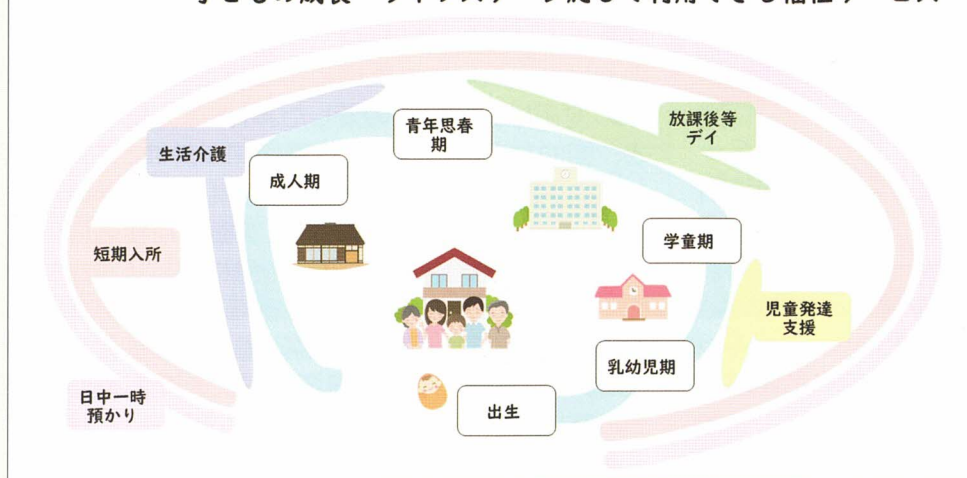 青年思春
期
放課後等
デイ
生活介護
成人期
学童期
短期入所
児童発達
支援
乳幼児期
日中一時
預かり
出生